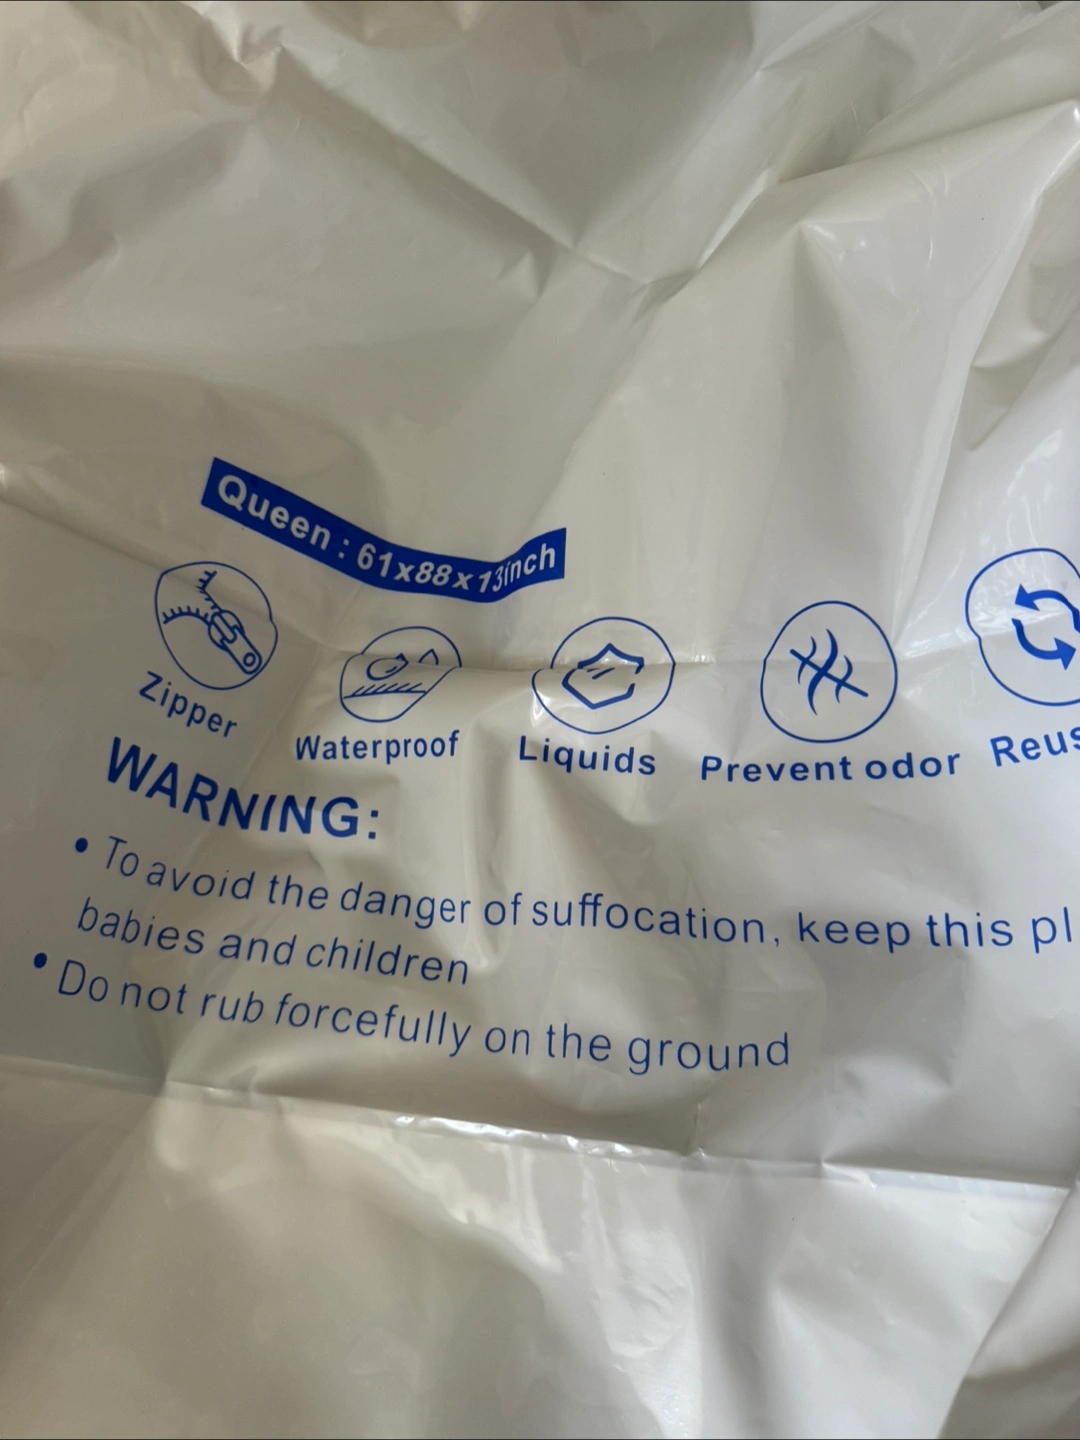 Queen : 61x88x13inch
Zipper
Waterproof
Liquids
Prevent odor
WARNING:
• To avoid the danger of suffocation, keep this
babies and children
• Do not rub forcefully on the ground